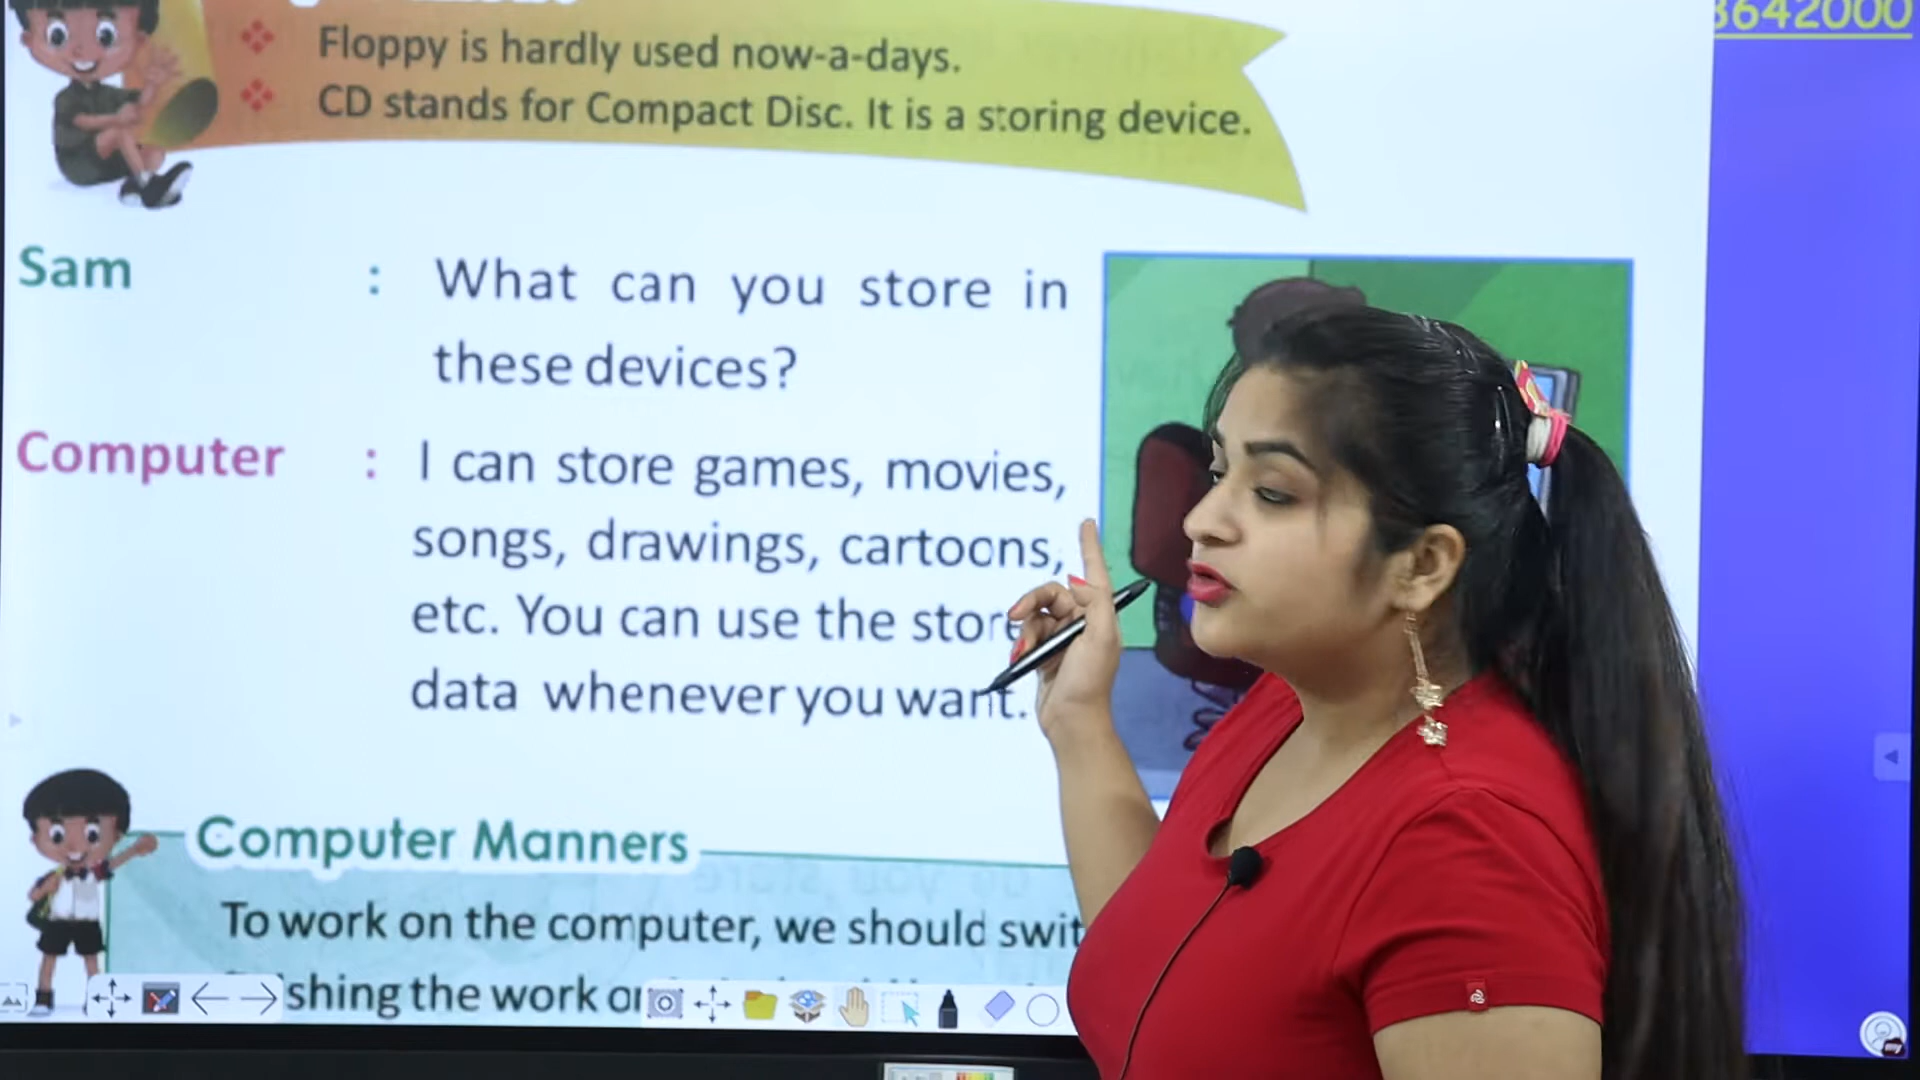 3642000
Floppy is hardly used now-a-days.
CD stands for Compact Disc. It is a storing device.
Sam : What can you store in
these devices?
Computer : I can store games, movies,
songs, drawings, cartoons,
etc. You can use the store
data whenever you want.
Computer Manners
To work on the computer, we should swit
shing the work or